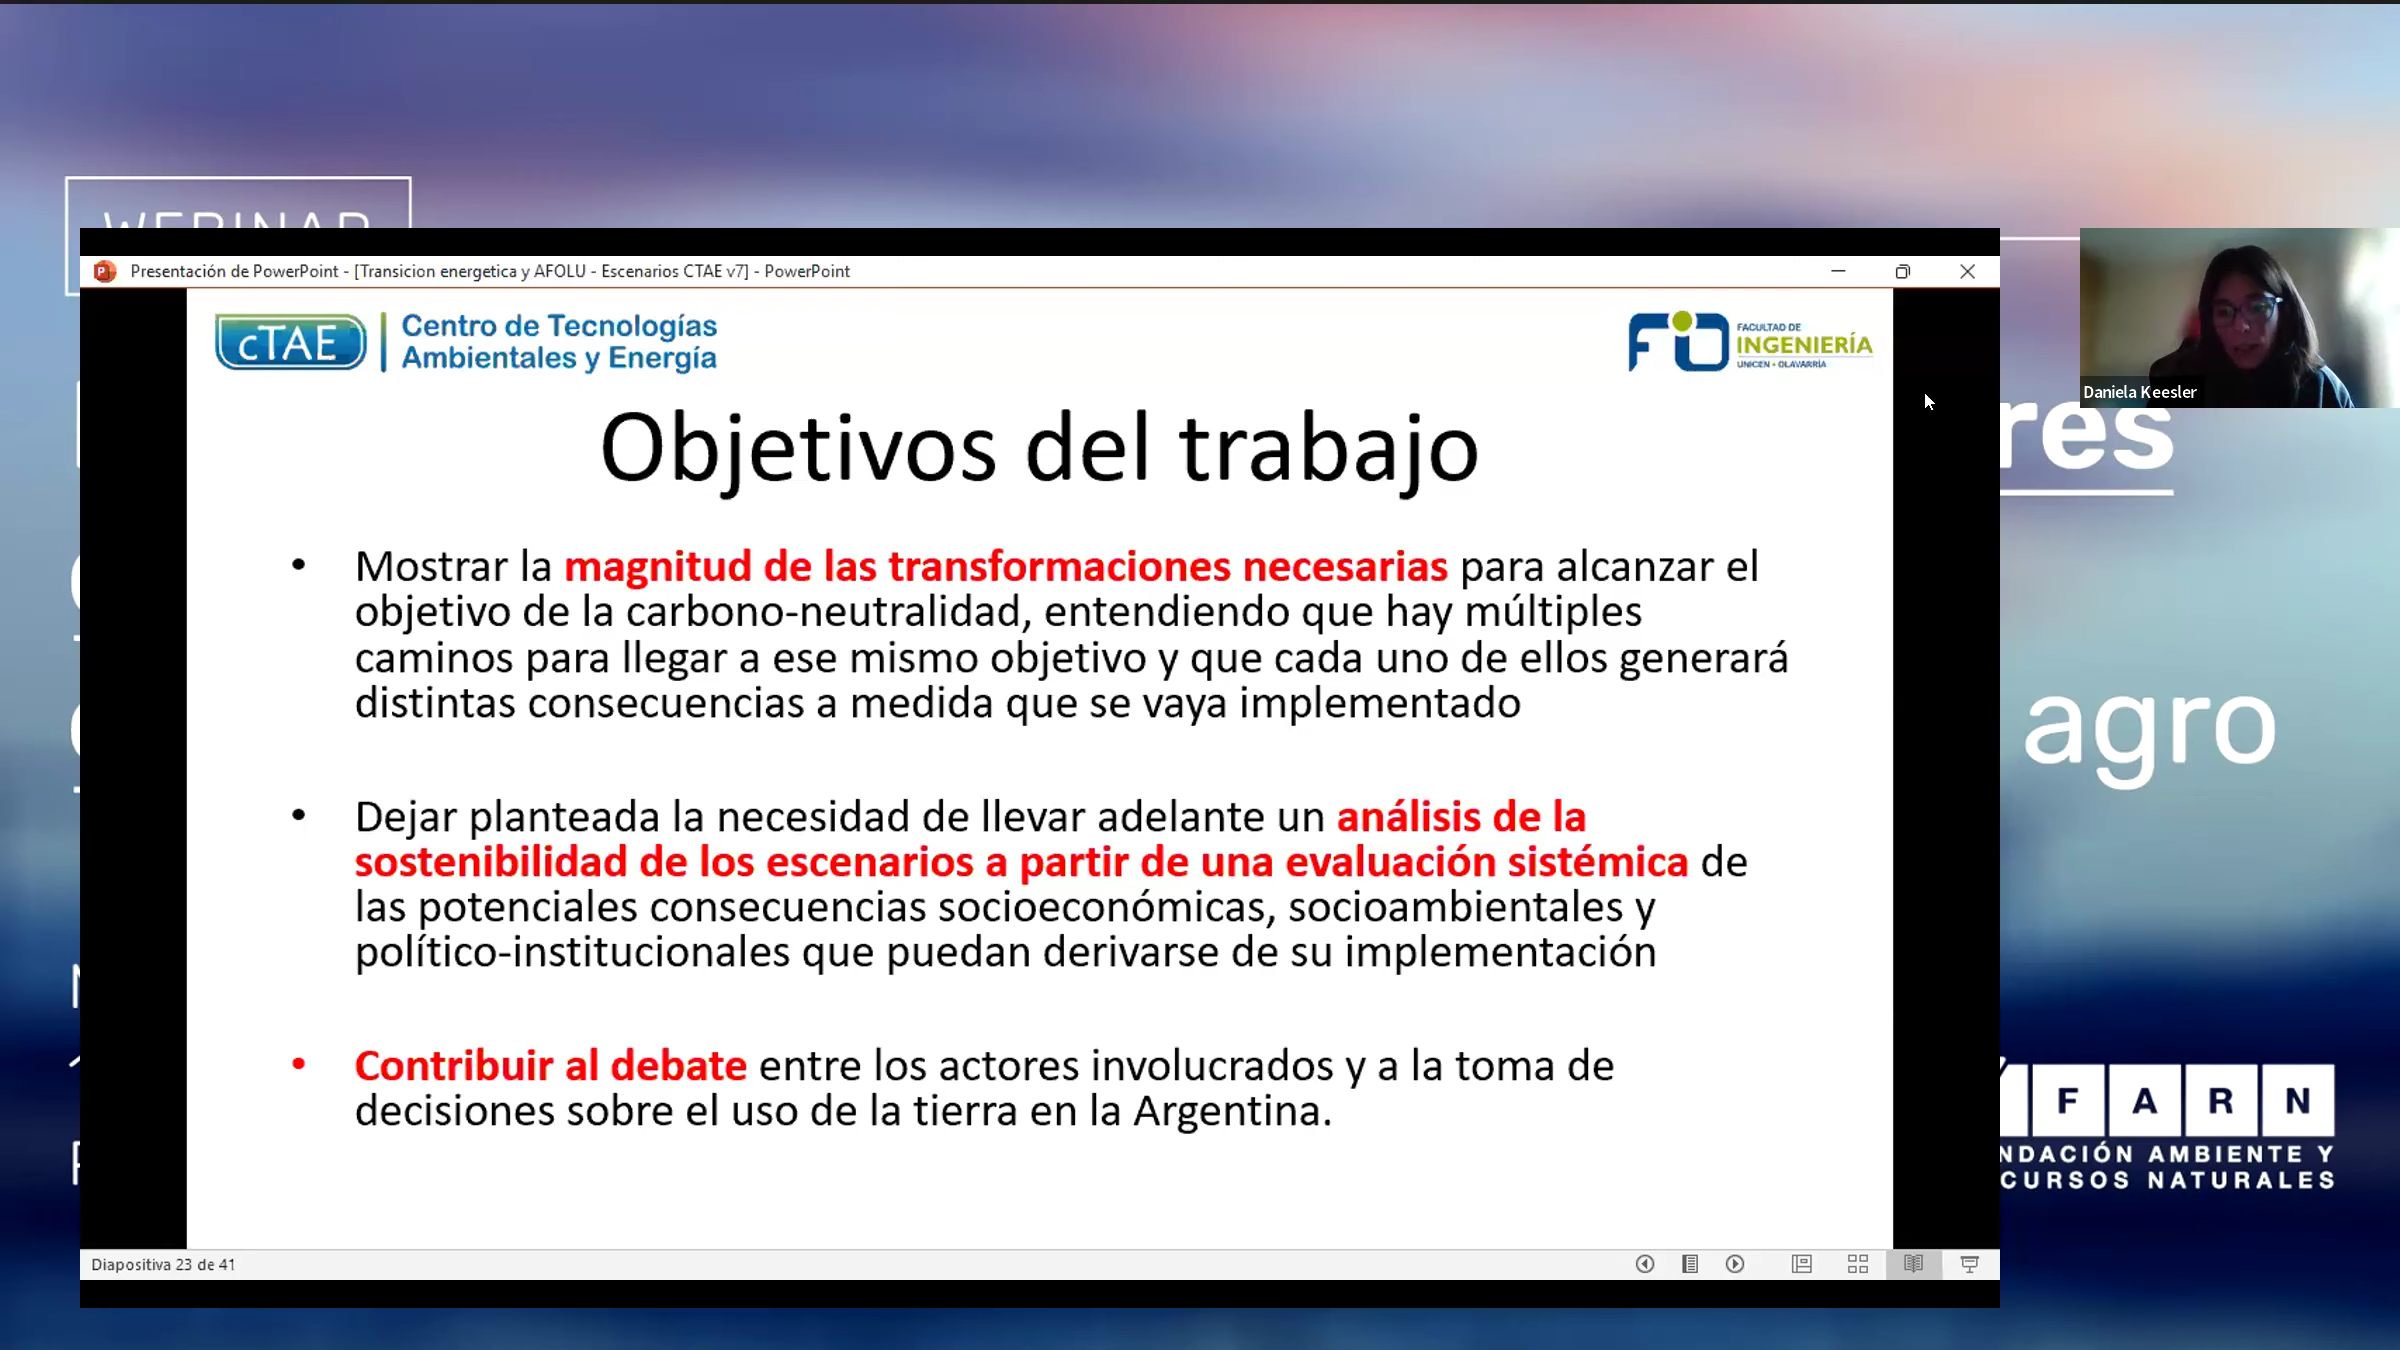 WEBINAR
Presentación de PowerPoint - [Transicion energetica y AFOLU - Escenarios CTAE v7] - PowerPoint
cTAE
Centro de Tecnologías
Ambientales y Energía
FIO
FACULTAD DE
INGENIERÍA
UNICEN • OLAVARRÍA
Daniela Keesler
Objetivos del trabajo
• Mostrar la magnitud de las transformaciones necesarias para alcanzar el
objetivo de la carbono-neutralidad, entendiendo que hay múltiples
caminos para llegar a ese mismo objetivo y que cada uno de ellos generará
distintas consecuencias a medida que se vaya implementado
• Dejar planteada la necesidad de llevar adelante un análisis de la
sostenibilidad de los escenarios a partir de una evaluación sistémica de
las potenciales consecuencias socioeconómicas, socioambientales y
político-institucionales que puedan derivarse de su implementación
• Contribuir al debate entre los actores involucrados y a la toma de
decisiones sobre el uso de la tierra en la Argentina.
Diapositiva 23 de 41
res
agro
FARN
NDACIÓN AMBIENTE Y
CURSOS NATURALES